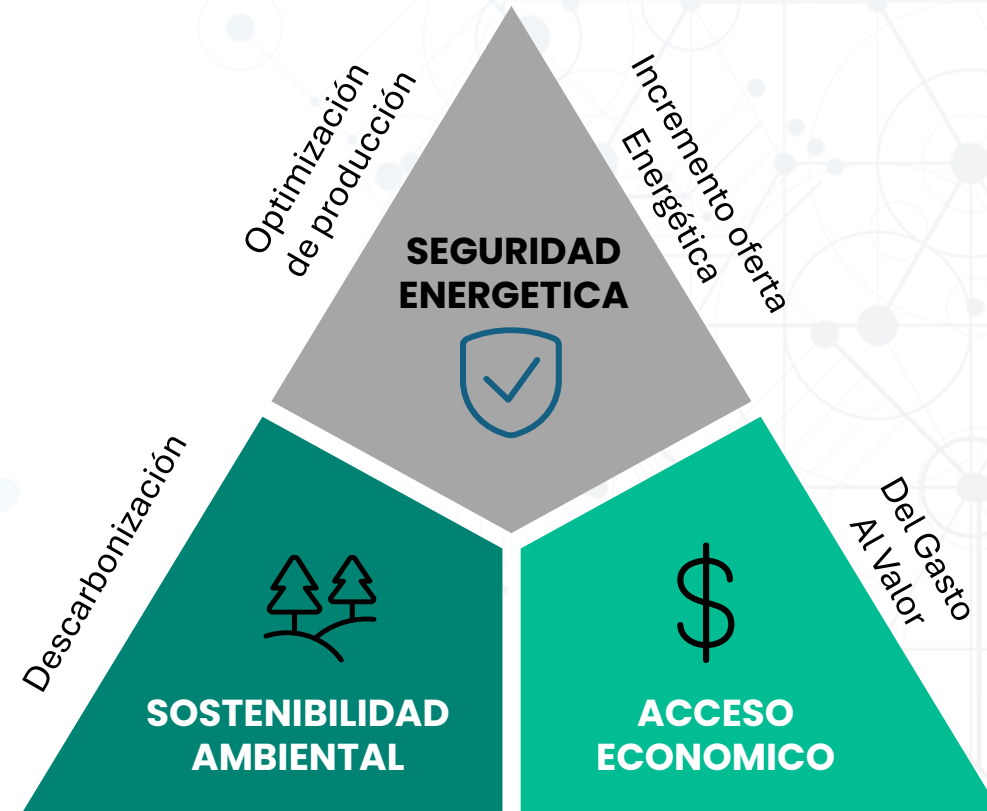 Optimización
de producción
Incremento oferta
Energética
SEGURIDAD
ENERGETICA
Descarbonización
Del Gasto
Al Valor
SOSTENIBILIDAD
AMBIENTAL
ACCESO
ECONOMICO